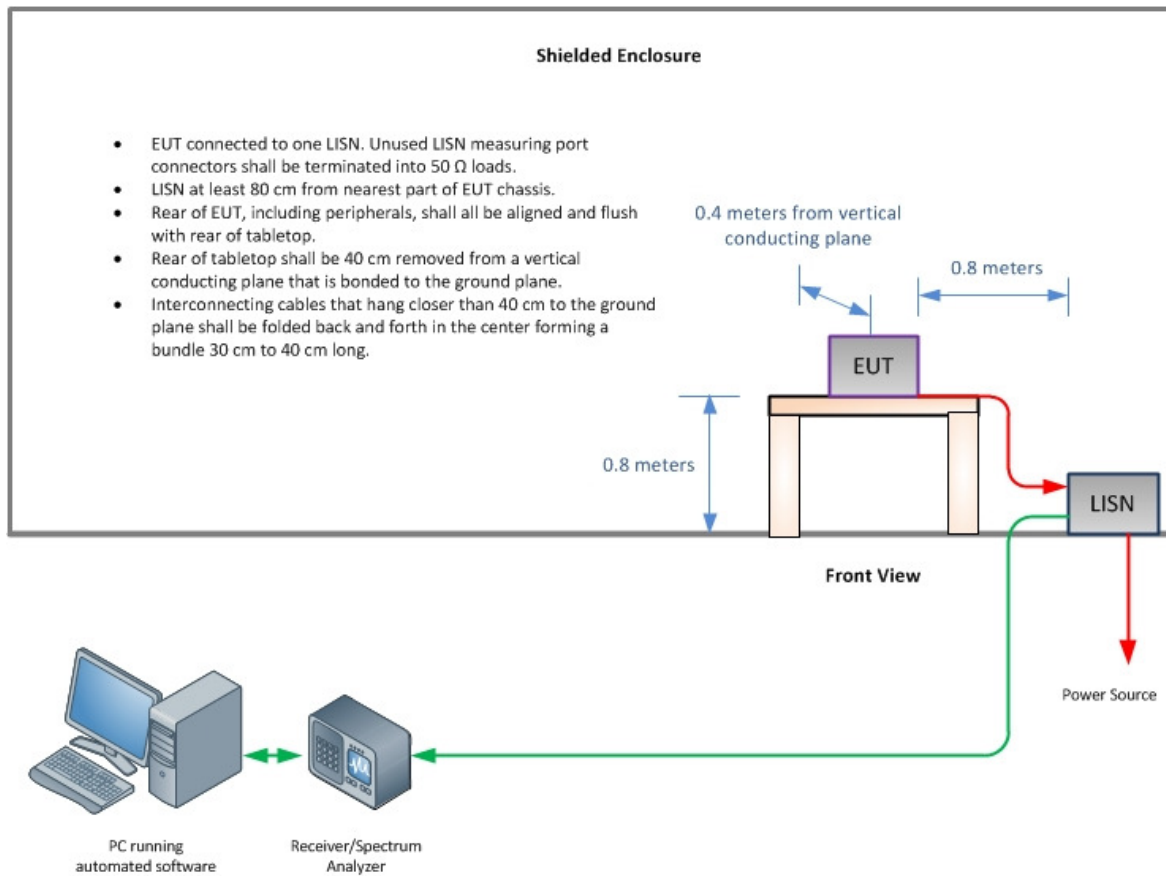 Shielded Enclosure
• EUT connected to one LISN. Unused LISN measuring port
connectors shall be terminated into 50 Ω loads.
• LISN at least 80 cm from nearest part of EUT chassis.
• Rear of EUT, including peripherals, shall all be aligned and flush
with rear of tabletop.
• Rear of tabletop shall be 40 cm removed from a vertical
conducting plane that is bonded to the ground plane.
• Interconnecting cables that hang closer than 40 cm to the ground
plane shall be folded back and forth in the center forming a
bundle 30 cm to 40 cm long.
0.4 meters from vertical
conducting plane
0.8 meters
EUT
0.8 meters
LISN
Front View
Power Source
PC running
automated software
Receiver/Spectrum
Analyzer